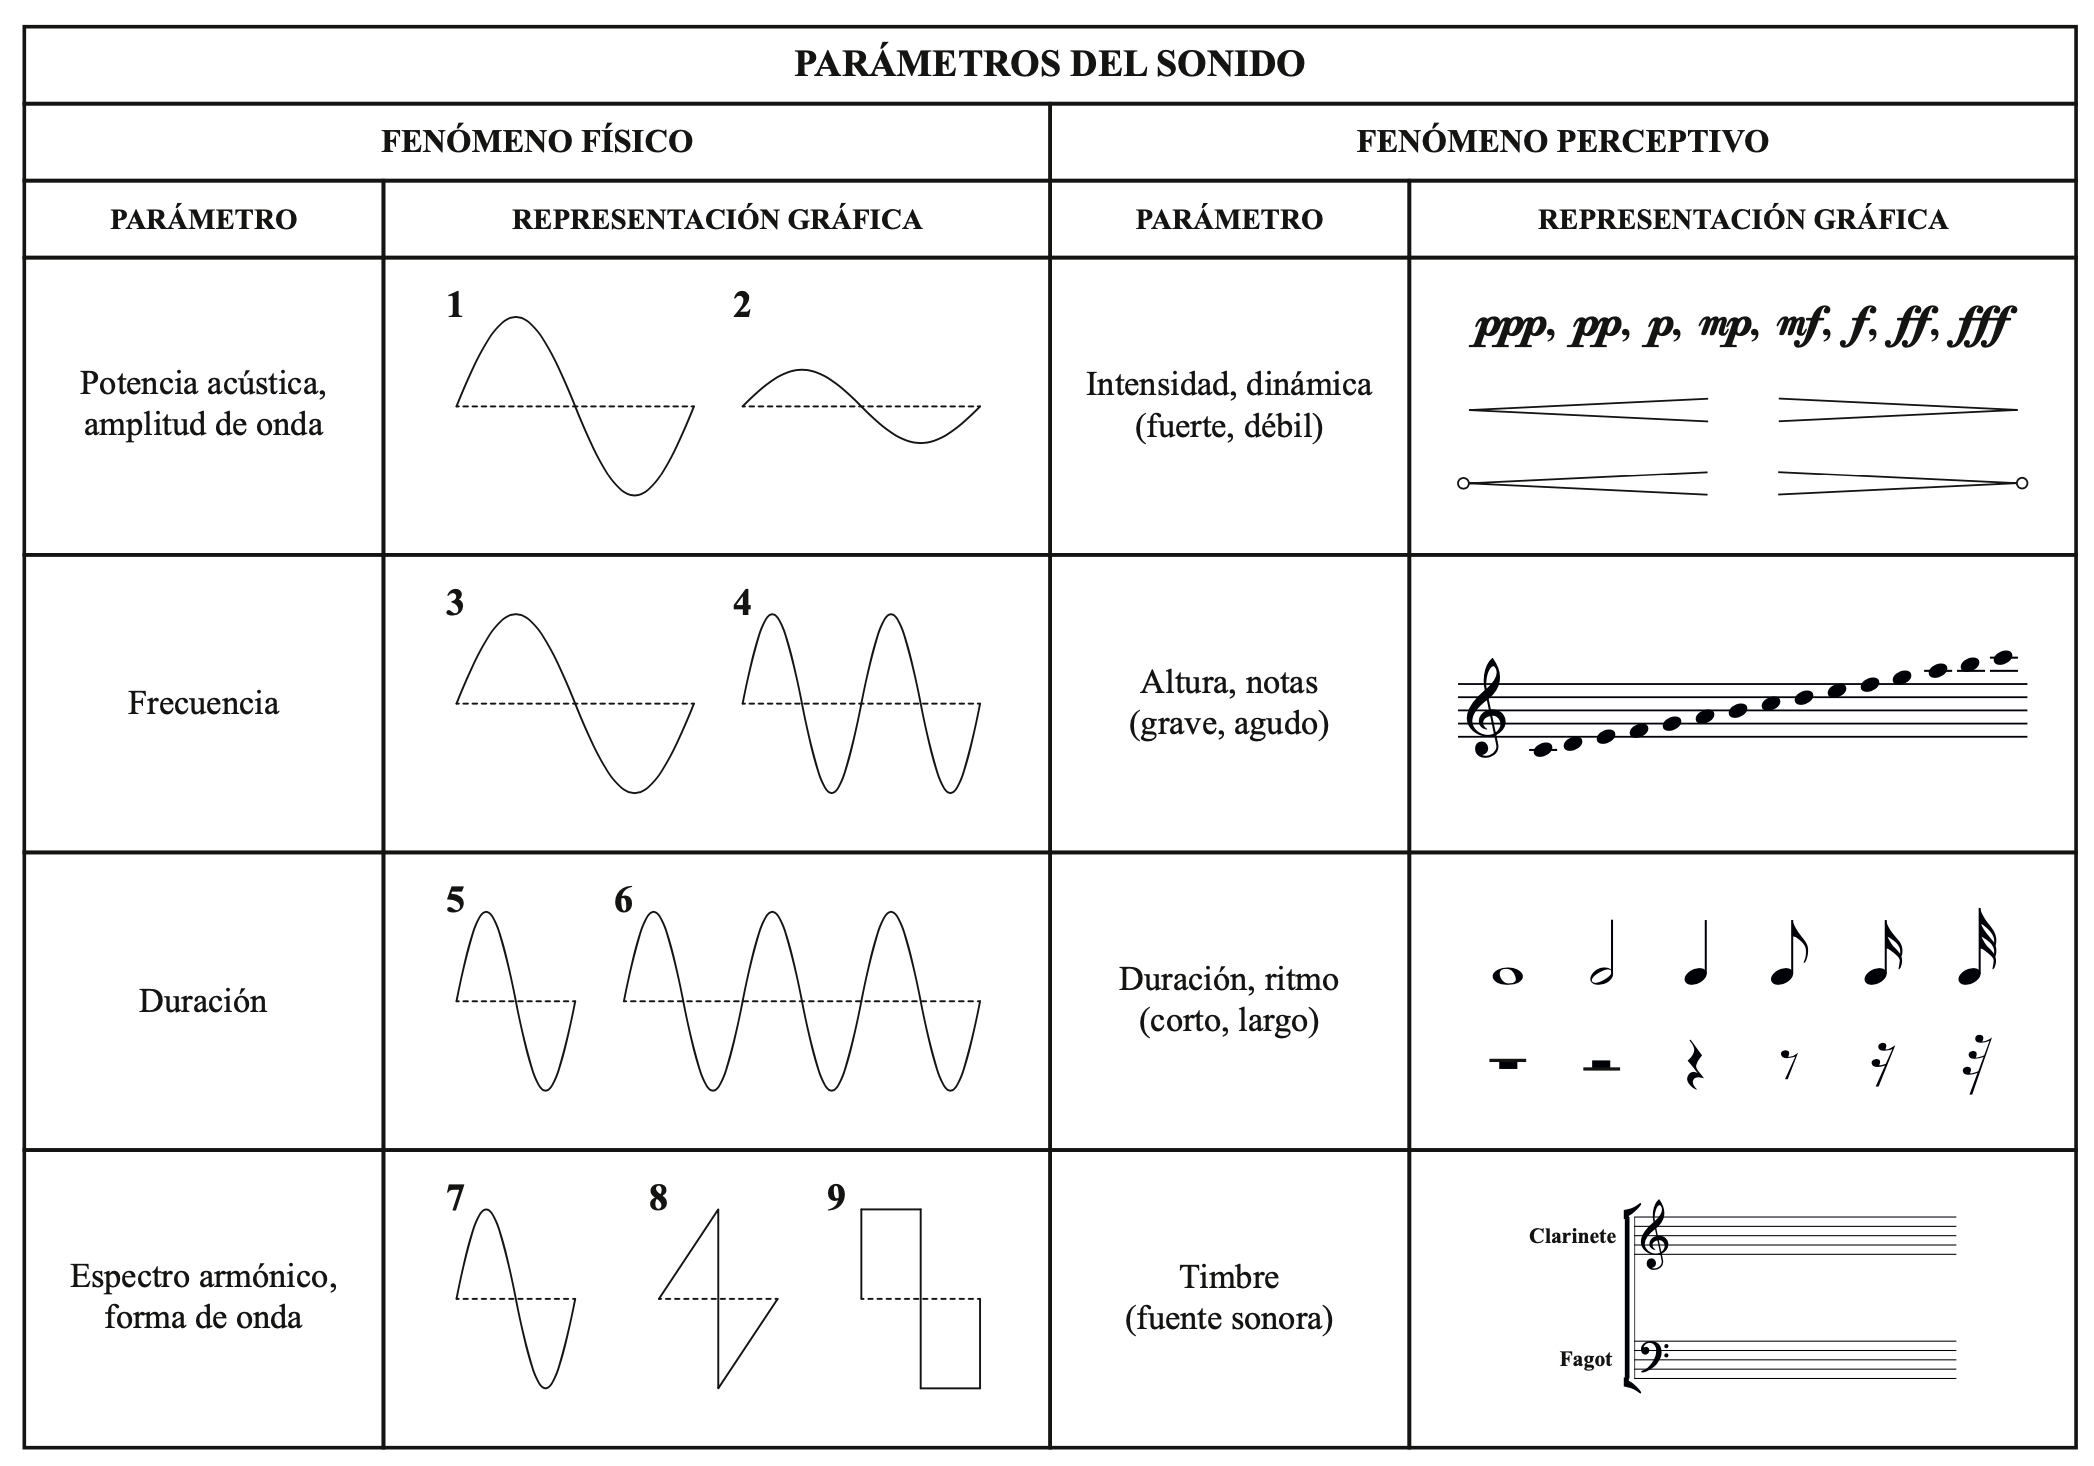 PARÁMETROS DEL SONIDO
FENÓMENO FÍSICO
FENÓMENO PERCEPTIVO
PARÁMETRO
REPRESENTACIÓN GRÁFICA
PARÁMETRO
REPRESENTACIÓN GRÁFICA
Potencia acústica,
amplitud de onda
1
2
Intensidad, dinámica
(fuerte, débil)
ppp, pp, p, mp, mf, f, ff, fff
Frecuencia
3
4
Altura, notas
(grave, agudo)
Duración
5
6
Duración, ritmo
(corto, largo)
Espectro armónico,
forma de onda
7
8
9
Timbre
(fuente sonora)
Clarinete
Fagot